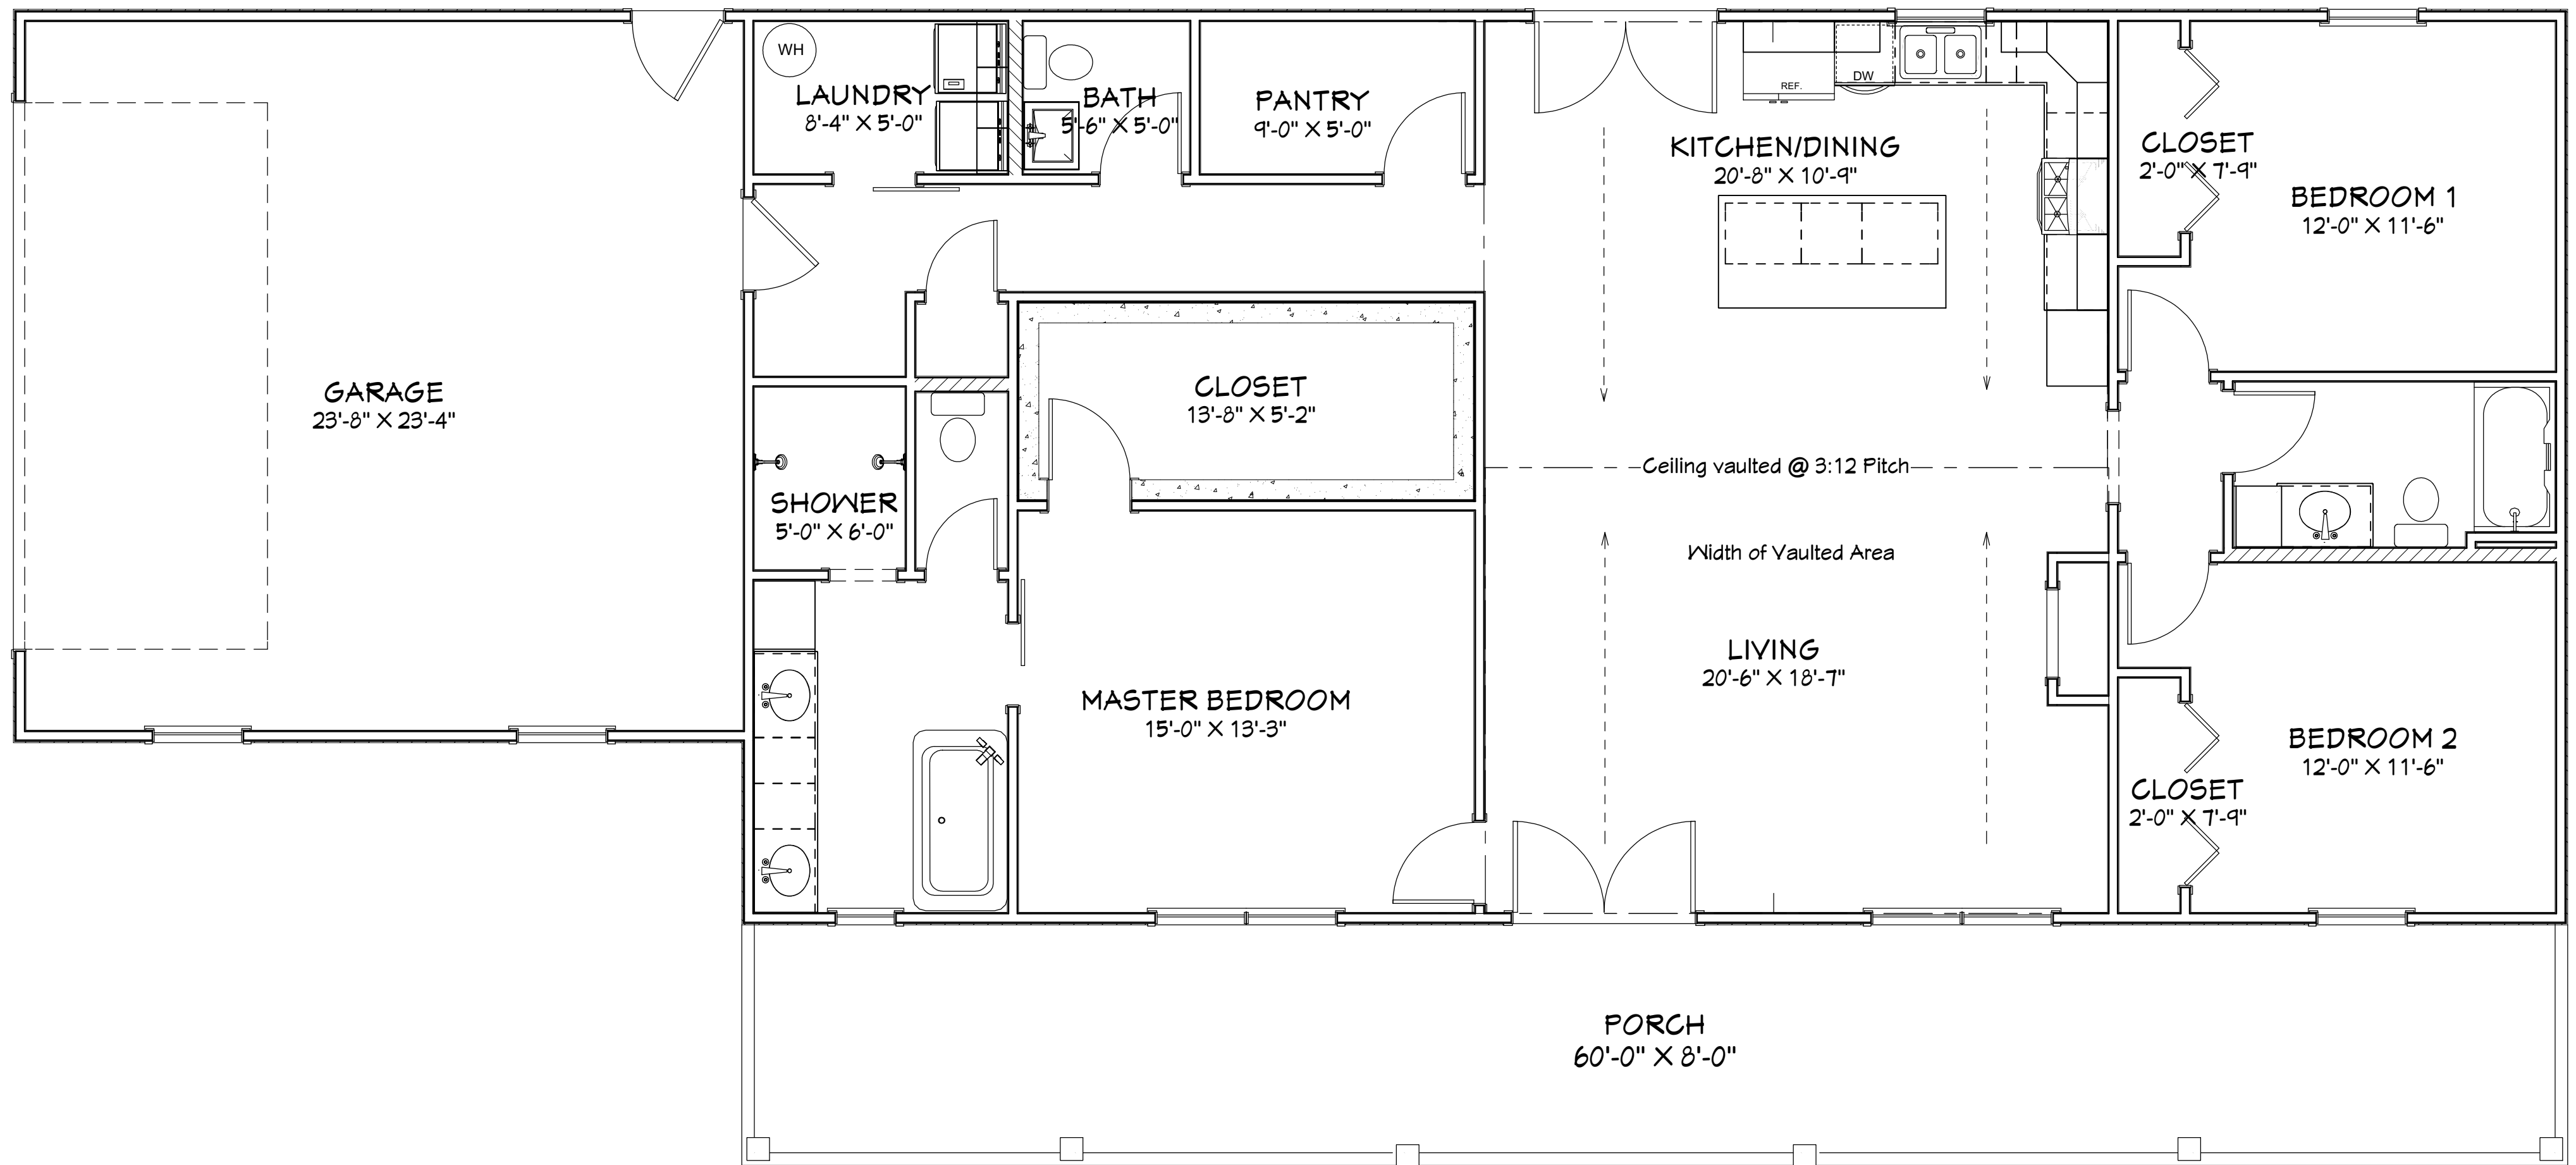 WH
LAUNDRY
8'-4" X 5'-0"
BATH
5'-6" X 5'-0"
PANTRY
9'-0" X 5'-0"
REF.
DW
KITCHEN/DINING
20'-8" X 10'-9"
CLOSET
2'-0" X 7'-9"
BEDROOM 1
12'-0" X 11'-6"
GARAGE
23'-8" X 23'-4"
CLOSET
13'-8" X 5'-2"
SHOWER
5'-0" X 6'-0"
Ceiling vaulted @ 3:12 Pitch
Width of Vaulted Area
MASTER BEDROOM
15'-0" X 13'-3"
LIVING
20'-6" X 18'-7"
BEDROOM 2
12'-0" X 11'-6"
CLOSET
2'-0" X 7'-9"
PORCH
60'-0" X 8'-0"